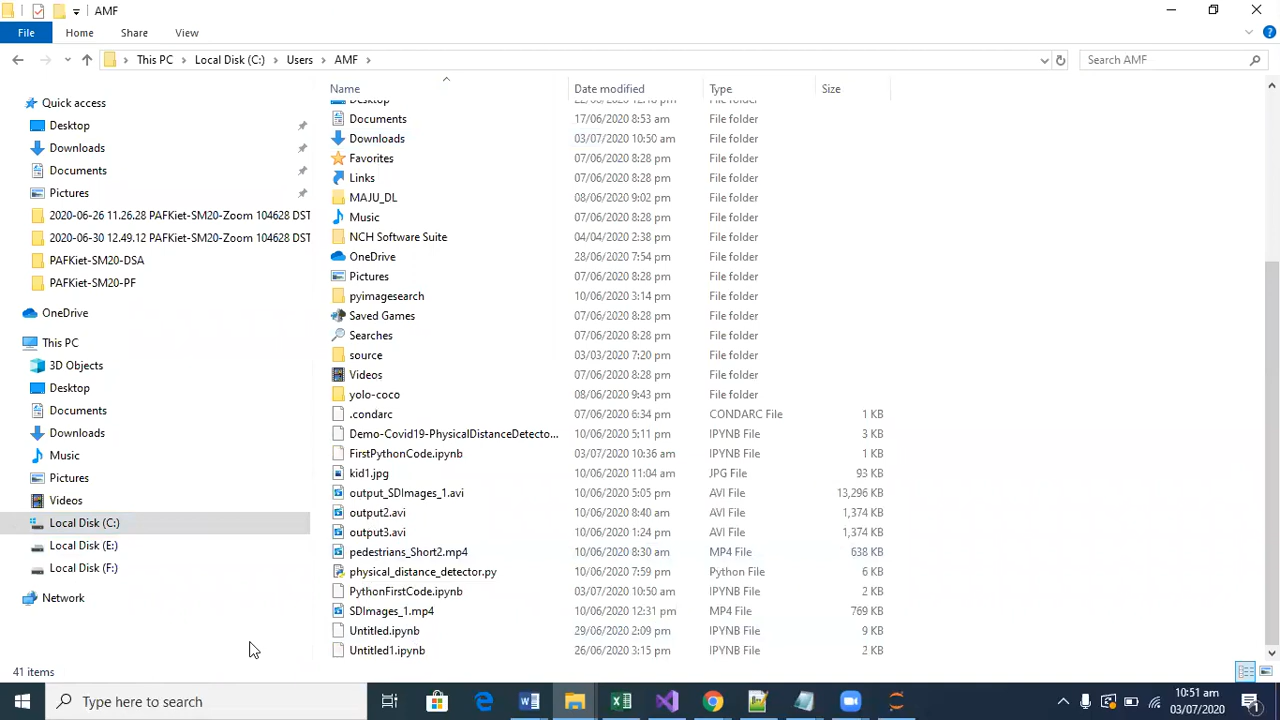 AMF
File Home Share View
This PC Local Disk (C:) Users AMF Search AMF
Name Date modified Type Size
Quick access
Desktop
Downloads
Documents
Pictures
2020-06-26 11.26.28 PAFKiet-SM20-Zoom 104628 DST
2020-06-30 12.49.12 PAFKiet-SM20-Zoom 104628 DST
PAFKiet-SM20-DSA
PAFKiet-SM20-PF
OneDrive
This PC
3D Objects
Desktop
Documents
Downloads
Music
Pictures
Videos
Local Disk (C:)
Local Disk (E:)
Local Disk (F:)
Network
Desktop 22/06/2020 12:18 pm File folder
Documents 17/06/2020 8:53 am File folder
Downloads 03/07/2020 10:50 am File folder
Favorites 07/06/2020 8:28 pm File folder
Links 07/06/2020 8:28 pm File folder
MAJU_DL 08/06/2020 9:02 pm File folder
Music 07/06/2020 8:28 pm File folder
NCH Software Suite 04/04/2020 2:38 pm File folder
OneDrive 28/06/2020 7:54 pm File folder
Pictures 07/06/2020 8:28 pm File folder
pyimagesearch 10/06/2020 3:14 pm File folder
Saved Games 07/06/2020 8:28 pm File folder
Searches 07/06/2020 8:28 pm File folder
source 03/03/2020 7:20 pm File folder
Videos 07/06/2020 8:28 pm File folder
yolo-coco 08/06/2020 9:43 pm File folder
.condarc 07/06/2020 6:34 pm CONDARC File 1 KB
Demo-Covid19-PhysicalDistanceDetecto... 10/06/2020 5:11 pm IPYNB File 3 KB
FirstPythonCode.ipynb 03/07/2020 10:36 am IPYNB File 1 KB
kid1.jpg 10/06/2020 11:04 am JPG File 93 KB
output_SDImages_1.avi 10/06/2020 5:05 pm AVI File 13,296 KB
output2.avi 10/06/2020 8:40 am AVI File 1,374 KB
output3.avi 10/06/2020 1:24 pm AVI File 1,374 KB
pedestrians_Short2.mp4 10/06/2020 8:30 am MP4 File 638 KB
physical_distance_detector.py 10/06/2020 7:59 pm Python File 6 KB
PythonFirstCode.ipynb 03/07/2020 10:50 am IPYNB File 2 KB
SDImages_1.mp4 10/06/2020 12:31 pm MP4 File 769 KB
Untitled.ipynb 29/06/2020 2:09 pm IPYNB File 9 KB
Untitled1.ipynb 26/06/2020 3:15 pm IPYNB File 2 KB
41 items
Type here to search
10:51 am
03/07/2020